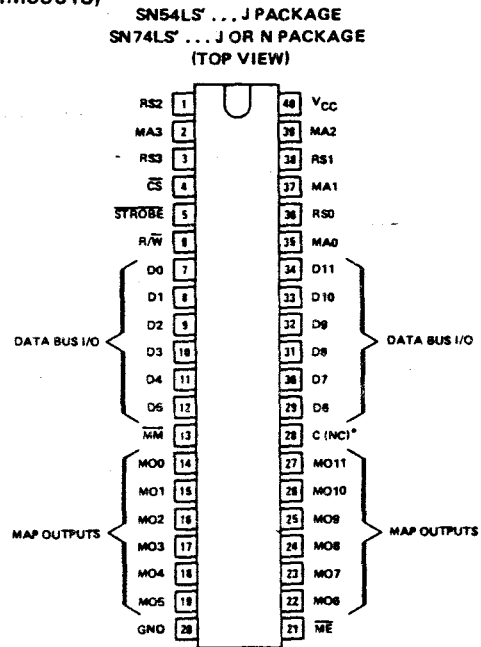 SN54LS' ... J PACKAGE
SN74LS' ... J OR N PACKAGE
(TOP VIEW)
RS2 1 40 VCC
MA3 2 39 MA2
RS3 3 38 RS1
C̅S̅ 4 37 MA1
S̅T̅R̅O̅B̅E̅ 5 36 RS0
R/W̅ 6 35 MA0
D0 7 34 D11
D1 8 33 D10
D2 9 32 D9
DATA BUS I/O D3 10 31 D8 DATA BUS I/O
D4 11 30 D7
D5 12 29 D6
M̅M̅ 13 28 C (NC)*
MO0 14 27 MO11
MO1 15 26 MO10
MO2 16 25 MO9
MAP OUTPUTS MO3 17 24 MO8 MAP OUTPUTS
MO4 18 23 MO7
MO5 19 22 MO6
GND 20 21 M̅E̅